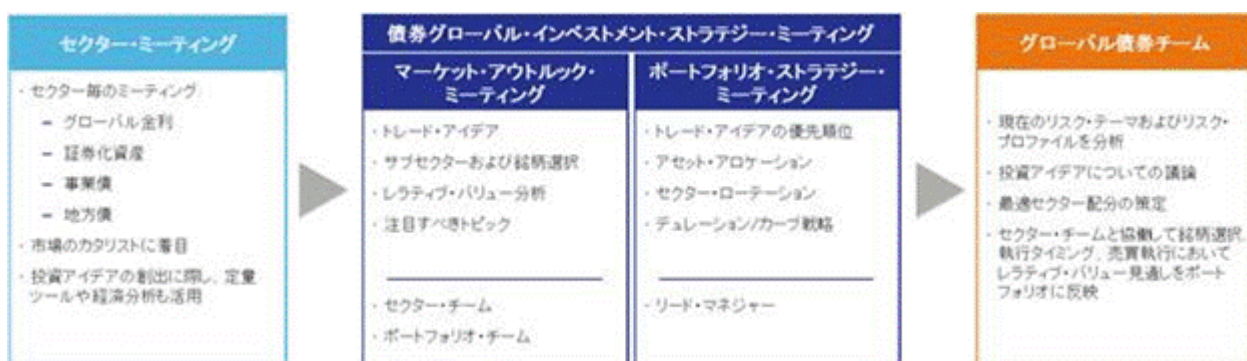 セクター・ミーティング
・セクター毎のミーティング
− グローバル金利
− 証券化資産
− 事業債
− 地方債
・市場のカタリストに着目
・投資アイデアの創出に際し、定量
ツールや経済分析も活用
債券グローバル・インベストメント・ストラテジー・ミーティング
マーケット・アウトルック・
ミーティング
・トレード・アイデア
・サブセクターおよび銘柄選択
・レラティブ・バリュー分析
・注目すべきトピック
・セクター・チーム
・ポートフォリオ・チーム
ポートフォリオ・ストラテジー・
ミーティング
・トレード・アイデアの優先順位
・アセット・アロケーション
・セクター・ローテーション
・デュレーション/カーブ戦略
・リード・マネジャー
グローバル債券チーム
・現在のリスク・テーマおよびリスク・
プロファイルを分析
・投資アイデアについての議論
・最適セクター配分の策定
・セクター・チームと協働して銘柄選択、
執行タイミング、売買執行において
レラティブ・バリュー見通しをポート
フォリオに反映